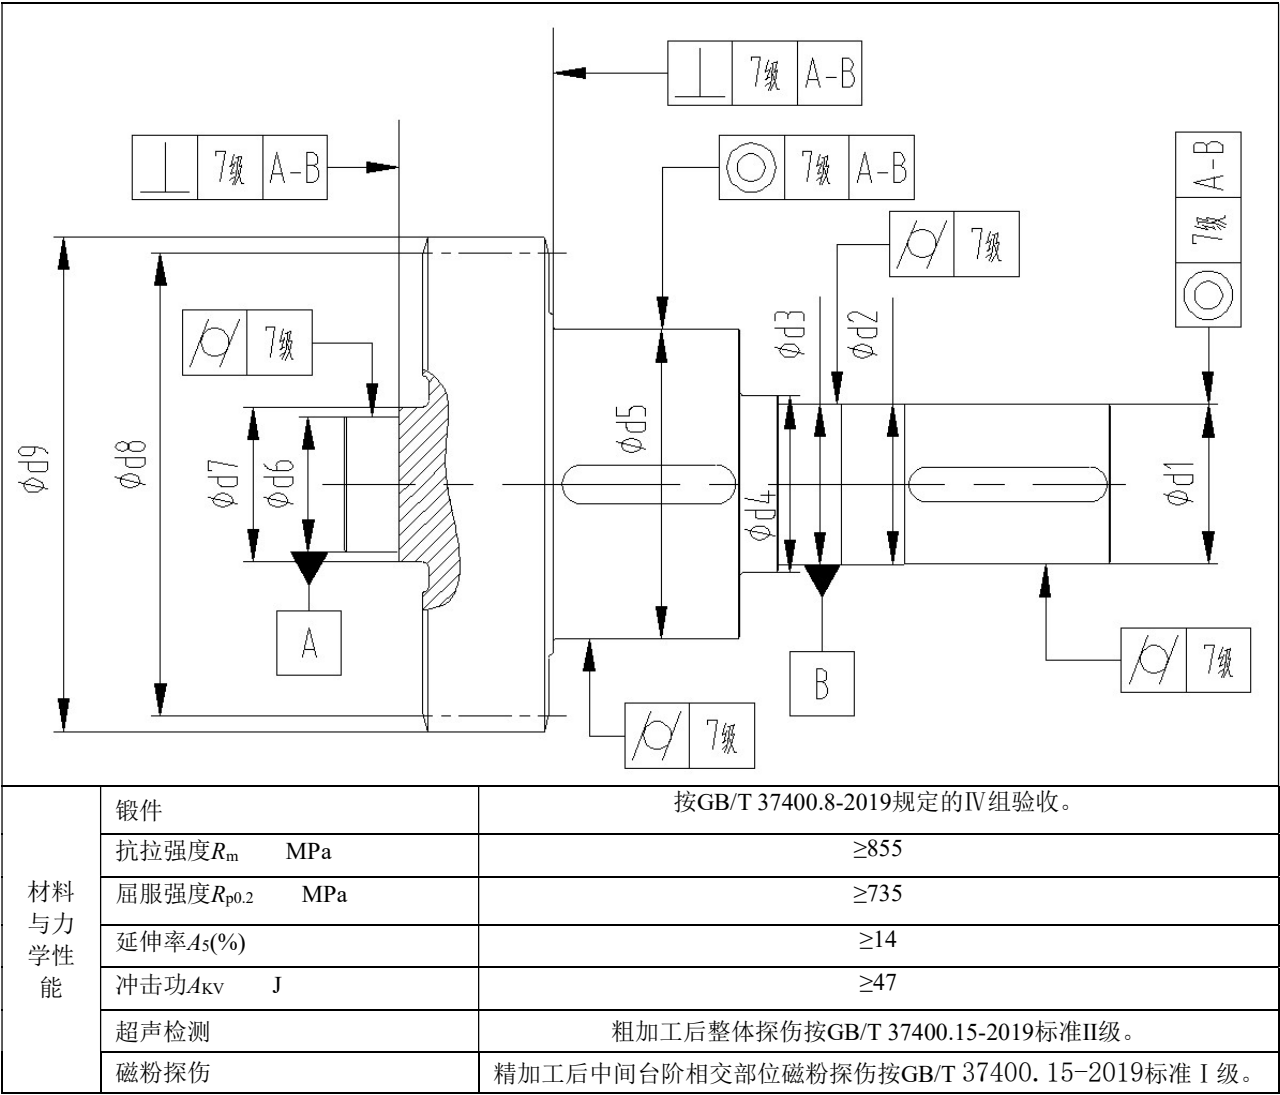 7级 A-B
7级 A-B
7级 A-B
7级 A-B
7级
7级
ϕd3
ϕd2
ϕd9
ϕd8
ϕd7
ϕd6
ϕd5
ϕd4
ϕd1
A
B
7级
7级
材料
与力
学性
能
锻件
按GB/T 37400.8-2019规定的Ⅳ组验收。
抗拉强度Rm MPa
≥855
屈服强度Rp0.2 MPa
≥735
延伸率A5(%)
≥14
冲击功AKV J
≥47
超声检测
粗加工后整体探伤按GB/T 37400.15-2019标准II级。
磁粉探伤
精加工后中间台阶相交部位磁粉探伤按GB/T 37400.15-2019标准Ⅰ级。